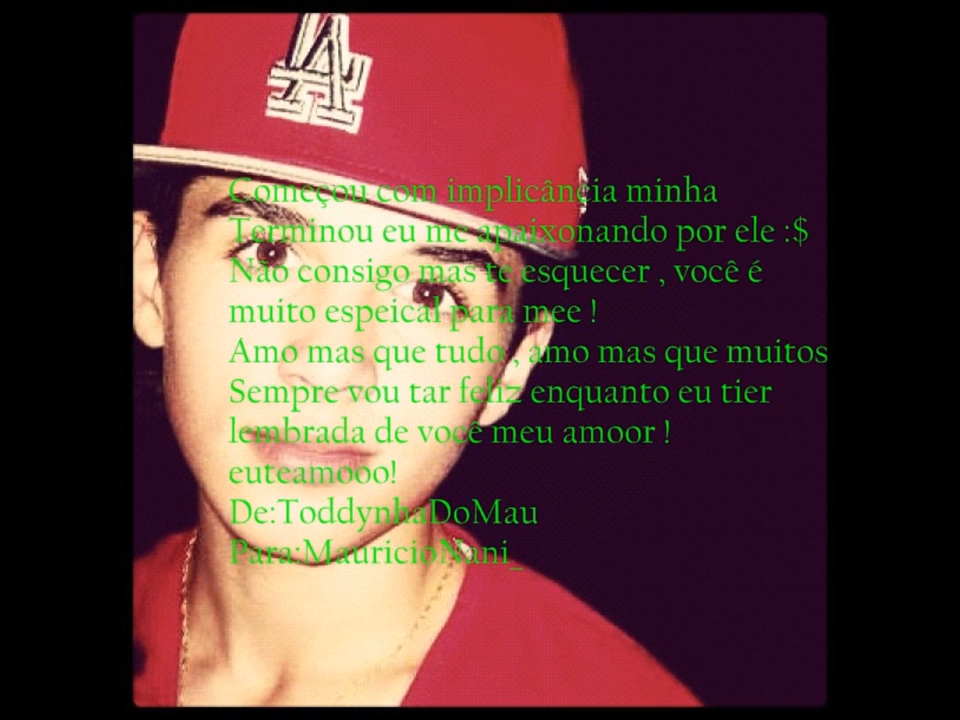 LA
Começou com implicância minha
Terminou eu me apaixonando por ele :$
Não consigo mas te esquecer , você é
muito espeical para mee !
Amo mas que tudo , amo mas que muitos
Sempre vou tar feliz enquanto eu tier
lembrada de você meu amoor !
euteamooo!
De:ToddynhaDoMau
Para:MauricioNani_